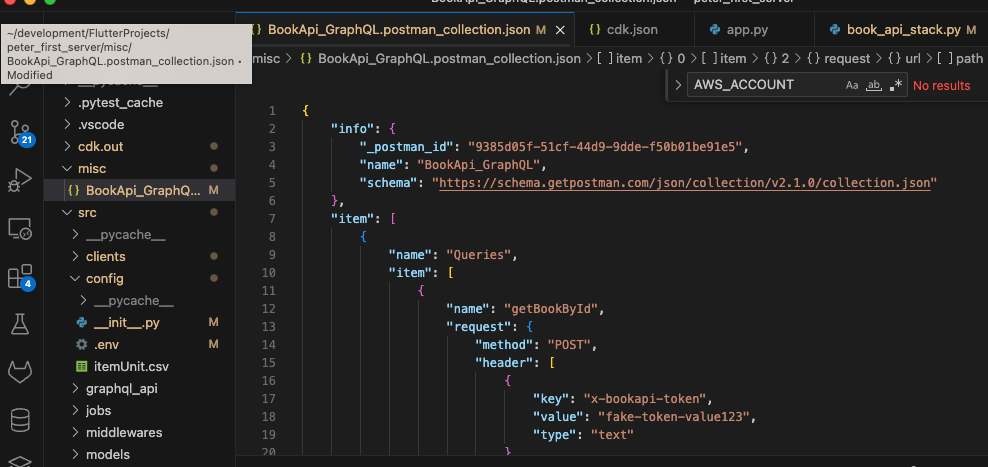 ~/development/FlutterProjects/
peter_first_server/misc/
BookApi_GraphQL.postman_collection.json •
Modified
BookApi_GraphQL.postman_collection.json M
cdk.json
app.py
book_api_stack.py M
misc > {} BookApi_GraphQL.postman_collection.json > [ ] item > {} 0 > [ ] item > {} 2 > {} request > {} url > [ ] path
AWS_ACCOUNT Aa ab .* No results
21
4
.pytest_cache
.vscode
cdk.out
misc
{} BookApi_GraphQ... M
src
__pycache__
clients
config
__pycache__
__init__.py M
.env M
itemUnit.csv
graphql_api
jobs
middlewares
models
1 {
2 "info": {
3 "_postman_id": "9385d05f-51cf-44d9-9dde-f50b01be91e5",
4 "name": "BookApi_GraphQL",
5 "schema": "https://schema.getpostman.com/json/collection/v2.1.0/collection.json"
6 },
7 "item": [
8 {
9 "name": "Queries",
10 "item": [
11 {
12 "name": "getBookById",
13 "request": {
14 "method": "POST",
15 "header": [
16 {
17 "key": "x-bookapi-token",
18 "value": "fake-token-value123",
19 "type": "text"
20 }